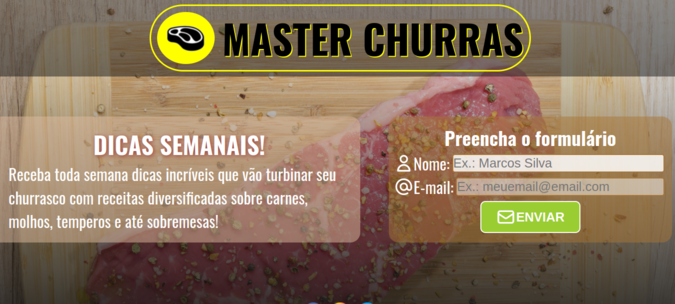 MASTER CHURRAS
DICAS SEMANAIS!
Receba toda semana dicas incríveis que vão turbinar seu
churrasco com receitas diversificadas sobre carnes,
molhos, temperos e até sobremesas!
Preencha o formulário
Nome: Ex.: Marcos Silva
E-mail: Ex.: meuemail@email.com
ENVIAR